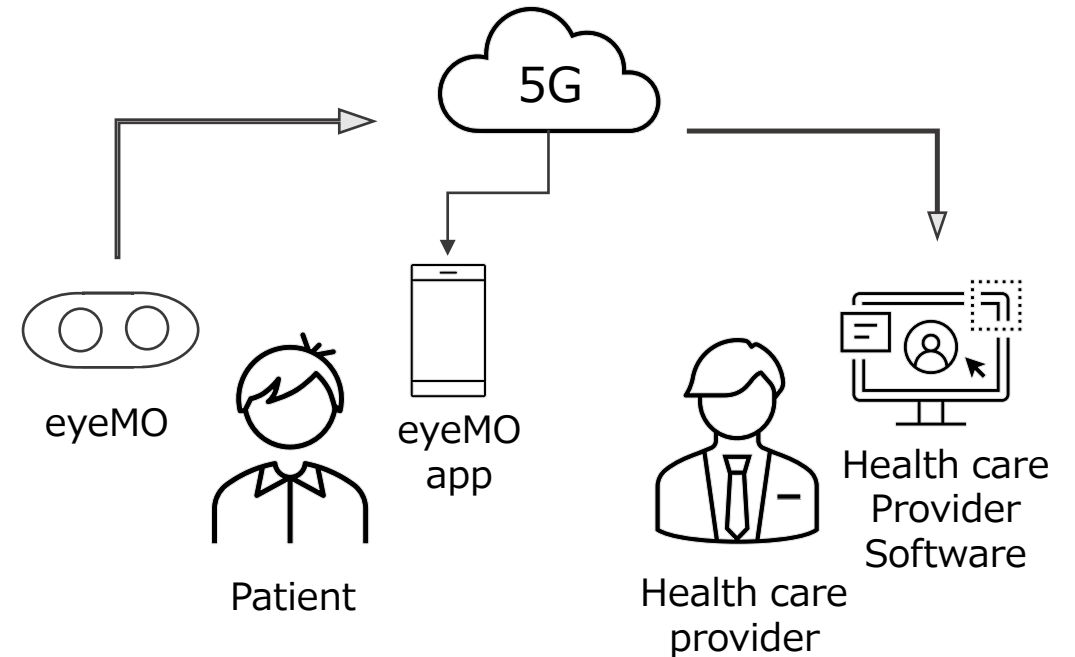 5G
eyeMO
eyeMO
app
Patient
Health care
provider
Health care
Provider
Software